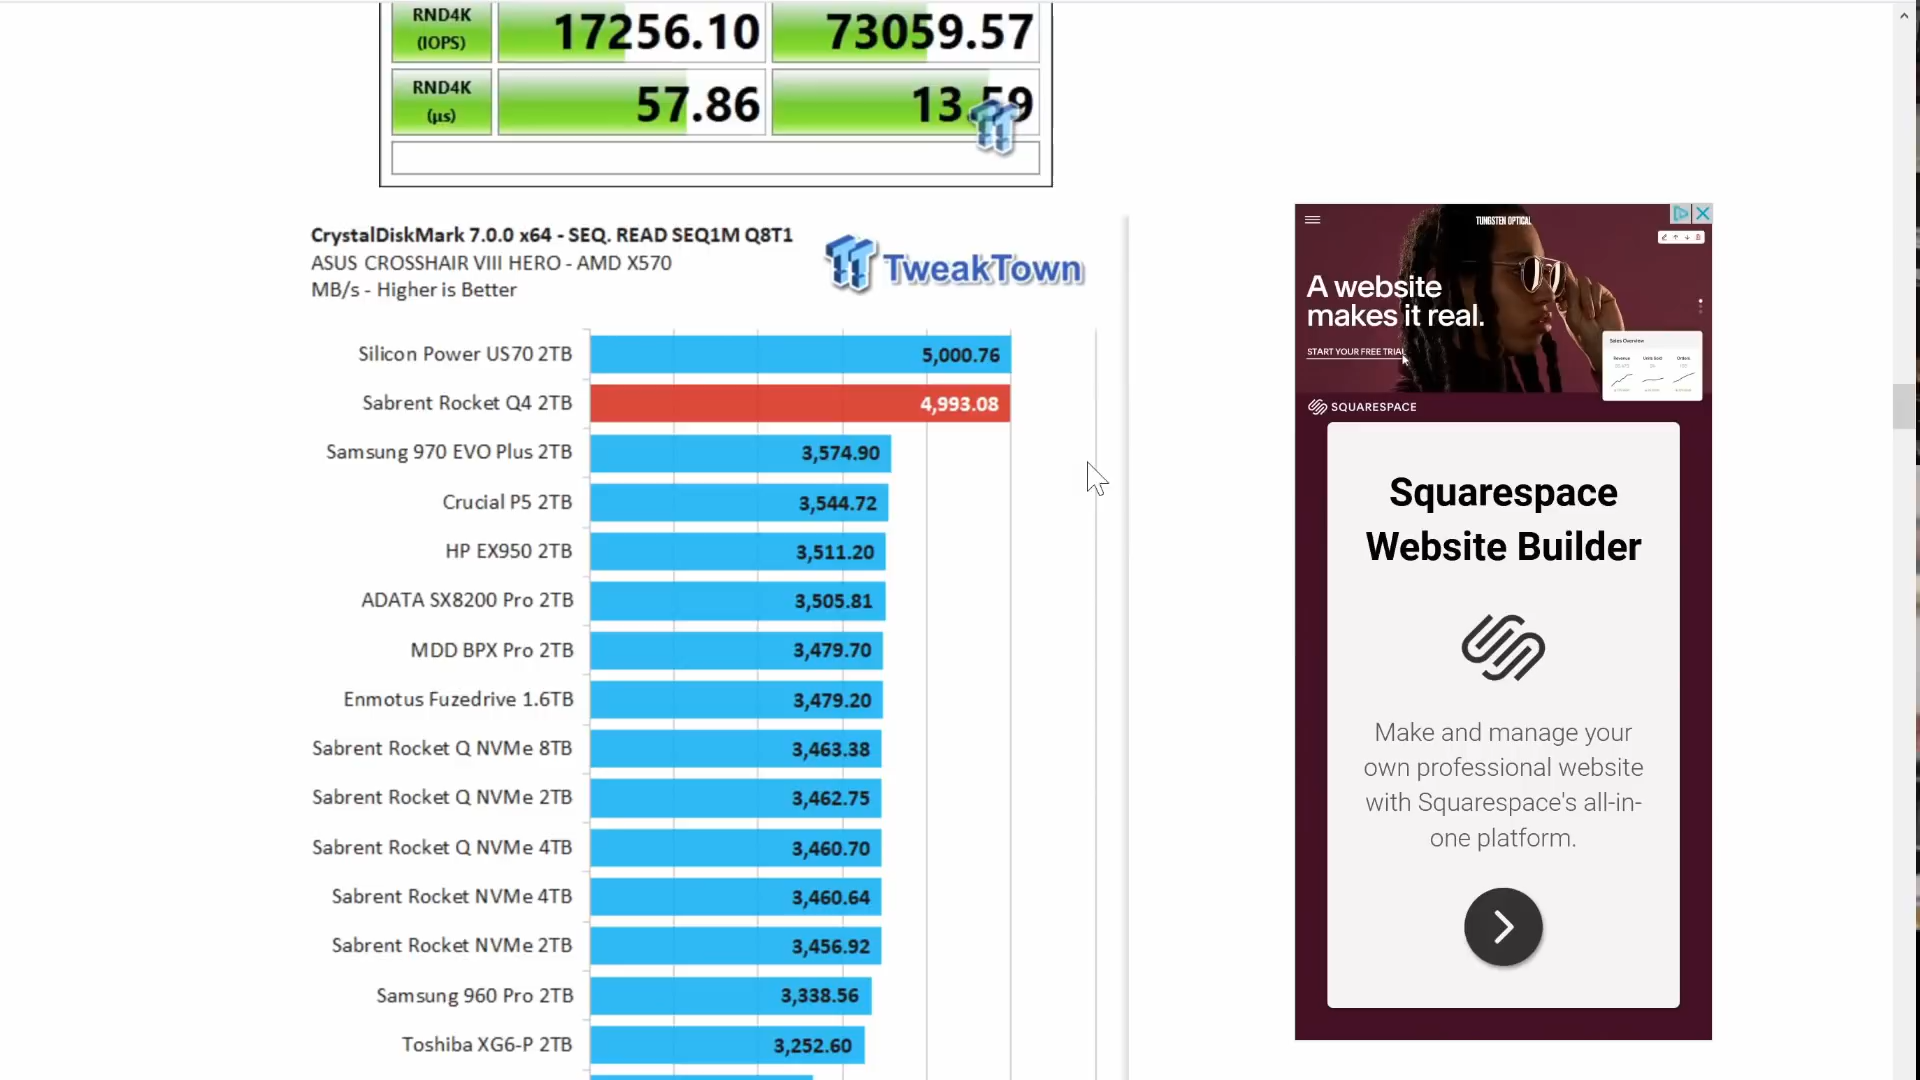 RND4K
(IOPS)
17256.10
73059.57
RND4K
(μs)
57.86
13.59
CrystalDiskMark 7.0.0 x64 - SEQ. READ SEQ1M Q8T1
ASUS CROSSHAIR VIII HERO - AMD X570
MB/s - Higher is Better
TweakTown
Silicon Power US70 2TB 5,000.76
Sabrent Rocket Q4 2TB 4,993.08
Samsung 970 EVO Plus 2TB 3,574.90
Crucial P5 2TB 3,544.72
HP EX950 2TB 3,511.20
ADATA SX8200 Pro 2TB 3,505.81
MDD BPX Pro 2TB 3,479.70
Enmotus Fuzedrive 1.6TB 3,479.20
Sabrent Rocket Q NVMe 8TB 3,463.38
Sabrent Rocket Q NVMe 2TB 3,462.75
Sabrent Rocket Q NVMe 4TB 3,460.70
Sabrent Rocket NVMe 4TB 3,460.64
Sabrent Rocket NVMe 2TB 3,456.92
Samsung 960 Pro 2TB 3,338.56
Toshiba XG6-P 2TB 3,252.60
TUNGSTEN OPTICAL
A website
makes it real.
START YOUR FREE TRIAL
Sales Overview
Revenue Units Sold Orders
SQUARESPACE
Squarespace
Website Builder
Make and manage your
own professional website
with Squarespace's all-in-
one platform.